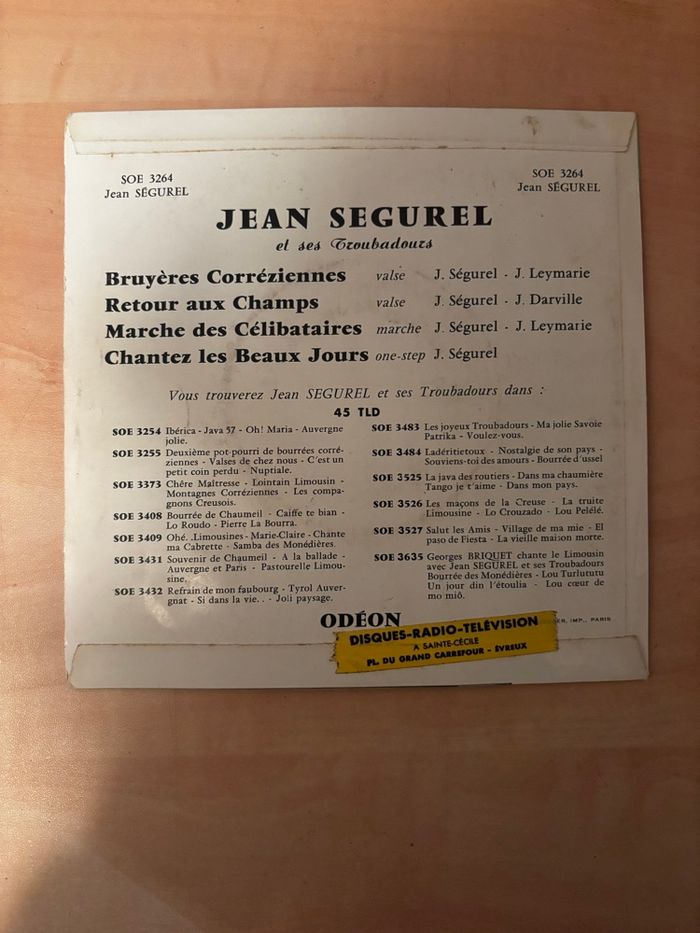 SOE 3264
Jean SÉGUREL
SOE 3264
Jean SÉGUREL
JEAN SEGUREL
et ses Troubadours
Bruyères Corréziennes valse J. Ségurel - J. Leymarie
Retour aux Champs valse J. Ségurel - J. Darville
Marche des Célibataires marche J. Ségurel - J. Leymarie
Chantez les Beaux Jours one-step J. Ségurel
Vous trouverez Jean SEGUREL et ses Troubadours dans :
45 TLD
SOE 3254 Ibérica - Java 57 - Oh! Maria - Auvergne
jolie.
SOE 3255 Deuxième pot-pourri de bourrées corré-
ziennes - Valses de chez nous - C'est un
petit coin perdu - Nuptiale.
SOE 3373 Chère Maîtresse - Lointain Limousin -
Montagnes Corréziennes - Les compa-
gnons Creusois.
SOE 3408 Bourrée de Chaumeil - Caiffe te bian -
Lo Roudo - Pierre La Bourra.
SOE 3409 Ohé. .Limousines - Marie-Claire - Chante
ma Cabrette - Samba des Monédières.
SOE 3431 Souvenir de Chaumeil - A la ballade -
Auvergne et Paris - Pastourelle Limou-
sine.
SOE 3432 Refrain de mon faubourg - Tyrol Auver-
gnat - Si dans la vie. . - Joli paysage.
SOE 3483 Les joyeux Troubadours - Ma jolie Savoie
Patrika - Voulez-vous.
SOE 3484 Ladéritietoux - Nostalgie de son pays -
Souviens-toi des amours - Bourrée d'ussel
SOE 3525 La java des routiers - Dans ma chaumière
Tango je t'aime - Dans mon pays.
SOE 3526 Les maçons de la Creuse - La truite
Limousine - Lo Crouzado - Lou Pelélé.
SOE 3527 Salut les Amis - Village de ma mie - El
paso de Fiesta - La vieille maison morte.
SOE 3635 Georges BRIQUET chante le Limousin
avec Jean SEGUREL et ses Troubadours
Bourrée des Monédières - Lou Turlututu
Un jour din l'étoulia - Lou cœur de
mo miô.
ODÉON
IMP., PARIS
DISQUES-RADIO-TELÉVISION
A SAINTE-CÉCILE
PL. DU GRAND CARREFOUR - ÉVREUX